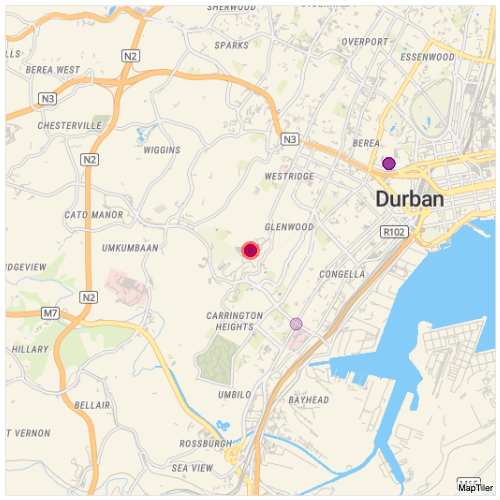 SHERWOOD
SPARKS
OVERPORT
N2
ESSENWOOD
BEREA WEST
N3
CHESTERVILLE
N3
BEREA
WIGGINS
N2
WESTRIDGE
Durban
CATO MANOR
GLENWOOD
R102
UMKUMBAAN
CONGELLA
N2
M7
CARRINGTON
HEIGHTS
HILLARY
UMBILO
BAYHEAD
BELLAIR
T VERNON
ROSSBURGH
SEA VIEW
MapTiler